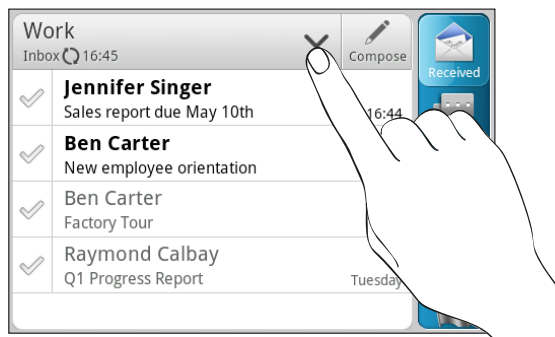 Work
Inbox 16:45
Compose
Received
Jennifer Singer
Sales report due May 10th
16:44
Ben Carter
New employee orientation
Ben Carter
Factory Tour
Raymond Calbay
Q1 Progress Report
Tuesday